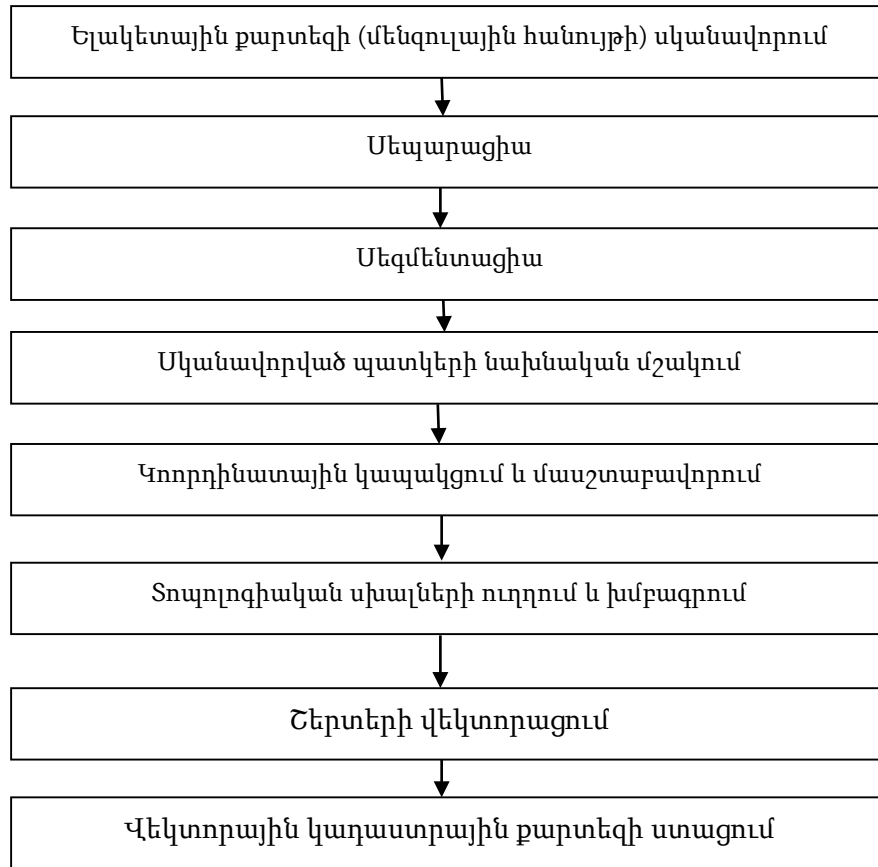 Ելակետային քարտեզի (մենզուլային հանույթի) սկանավորում
Սեպարացիա
Սեգմենտացիա
Սկանավորված պատկերի նախնական մշակում
Կոորդինատային կապակցում և մասշտաբավորում
Տոպոլոգիական սխալների ուղղում և խմբագրում
Շերտերի վեկտորացում
Վեկտորային կադաստրային քարտեզի ստացում